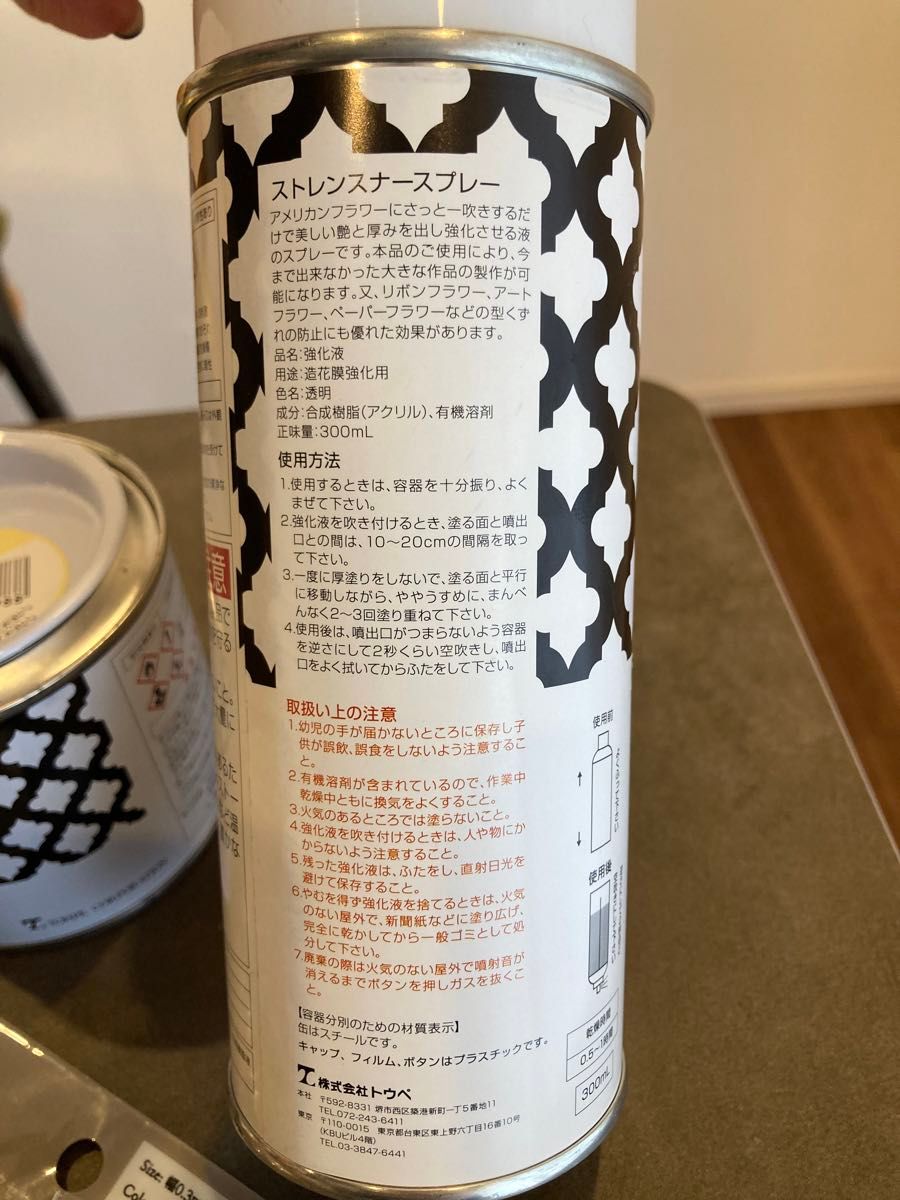 ストレンスナースプレー
アメリカンフラワーにさっと一吹きするだ
けで美しい艶と厚みを出し強化させる液
のスプレーです。本品のご使用により、今
まで出来なかった大きな作品の製作が可
能になります。又、リボンフラワー、アート
フラワー、ペーパーフラワーなどの型くず
れの防止にも優れた効果があります。
品名:強化液
用途:造花膜強化用
色名:透明
成分:合成樹脂(アクリル)、有機溶剤
正味量:300mL
使用方法
1.使用するときは、容器を十分振り、よく
まぜて下さい。
2.強化液を吹き付けるとき、塗る面と噴出
口との間は、10〜20cmの間隔を取っ
て下さい。
3.一度に厚塗りをしないで、塗る面と平行
に移動しながら、ややうすめに、まんべ
んなく2〜3回塗り重ねて下さい。
4.使用後は、噴出口がつまらないよう容器
を逆さにして2秒くらい空吹きし、噴出
口をよく拭いてからふたをして下さい。
取扱い上の注意
1.幼児の手が届かないところに保存し子
供が誤飲、誤食をしないよう注意するこ
と。
2.有機溶剤が含まれているので、作業中
乾燥中ともに換気をよくすること。
3.火気のあるところでは塗らないこと。
4.強化液を吹き付けるときは、人や物にか
からないよう注意すること。
5.残った強化液は、ふたをし、直射日光を
避けて保存すること。
6.やむを得ず強化液を捨てるときは、火気
のない屋外で、新聞紙などに塗り広げ、
完全に乾かしてから一般ゴミとして処
分して下さい。
7.廃棄の際は火気のない屋外で噴射音が
消えるまでボタンを押しガスを抜くこ
と。
【容器分別のための材質表示】
缶はスチールです。
キャップ、フィルム、ボタンはプラスチックです。
株式会社トウペ
本社 〒592-8331 堺市西区築港新町一丁5番地11
TEL.072-243-6411
東京 〒110-0015 東京都台東区東上野六丁目16番10号
(KBUビル4階)
TEL.03-3847-6441
使用前
使用後
乾燥時間
0.5〜1時間
300mL
Size: 幅0.3